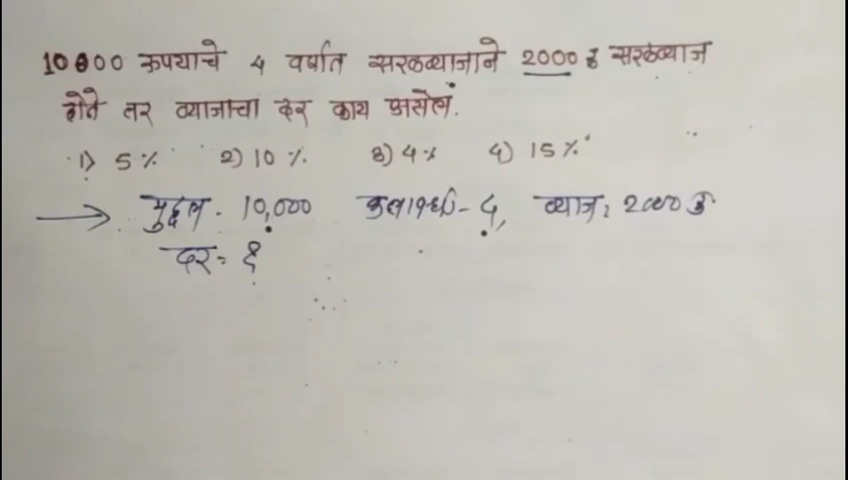 10000 रुपयाचे 4 वर्षात सरळव्याजाने 2000 रु सरळव्याज
होते तर व्याजाचा दर काय असेल.
1) 5% 2) 10 %. 3) 4% 4) 15 %.
→ मुद्दल - 10,000 कालावधी - 4, व्याज = 2000 रु
दर = ?